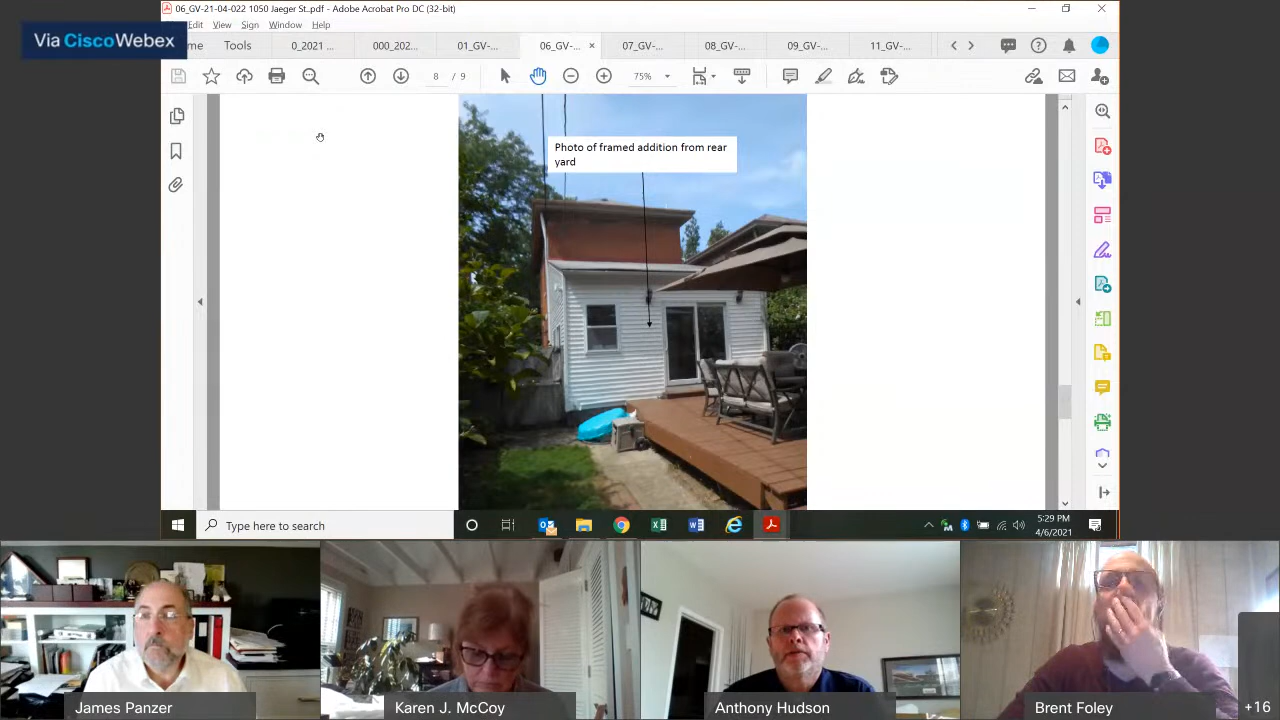 06_GV-21-04-022 1050 Jaeger St..pdf - Adobe Acrobat Pro DC (32-bit)
Via Cisco Webex
Edit View Sign Window Help
me Tools 0_2021 ... 000_202... 01_GV-... 06_GV-... × 07_GV-... 08_GV-... 09_GV-... 11_GV-...
8 / 9 75%
Photo of framed addition from rear
yard
Type here to search
5:29 PM
4/6/2021
James Panzer
Karen J. McCoy
Anthony Hudson
Brent Foley
+16